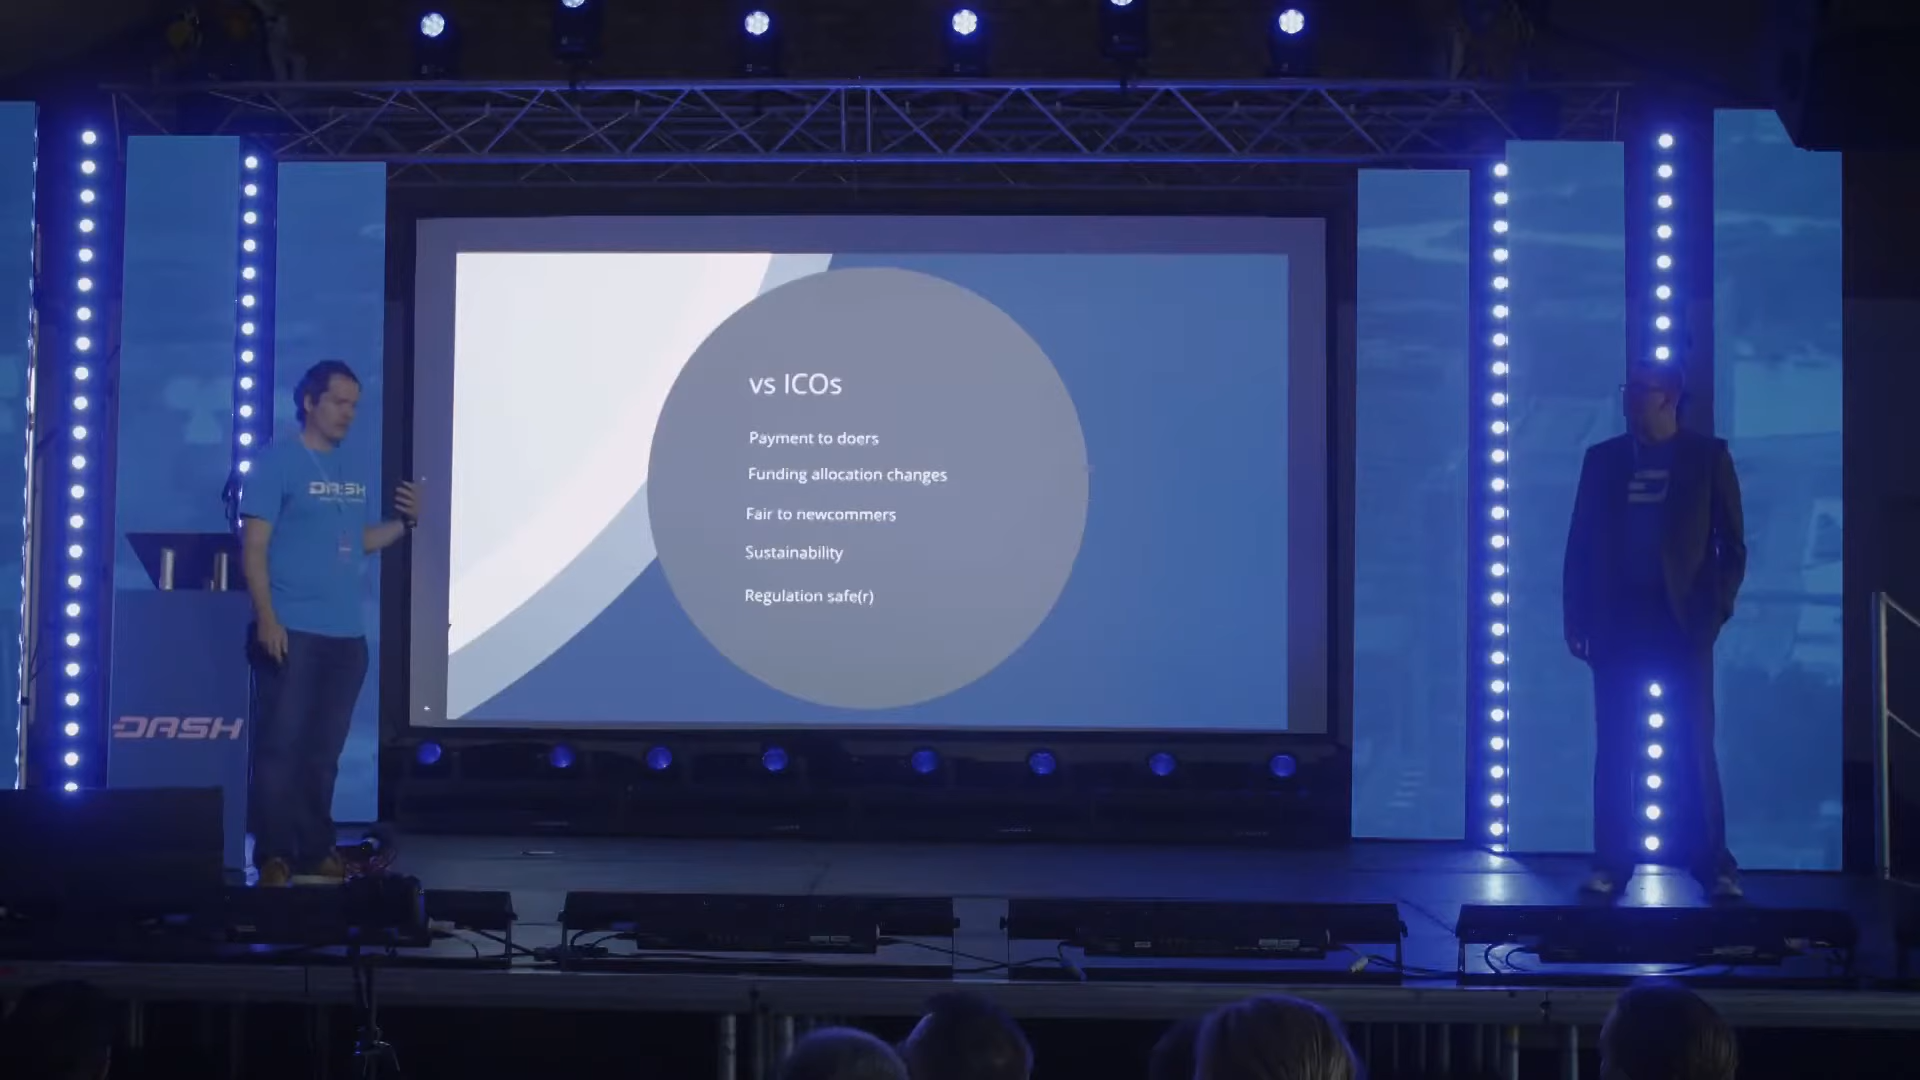 vs ICOs
Payment to doers
Funding allocation changes
Fair to newcommers
Sustainability
Regulation safe(r)
DASH
DASH